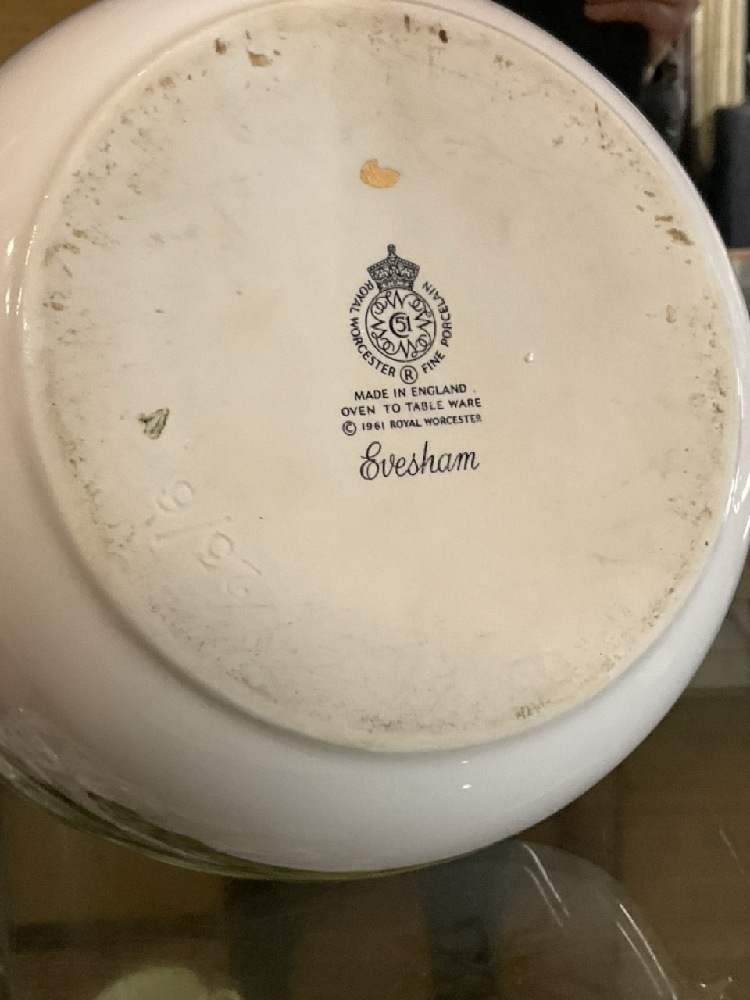 ROYAL WORCESTER ® FINE PORCELAIN
51
MADE IN ENGLAND
OVEN TO TABLE WARE
© 1961 ROYAL WORCESTER
Evesham